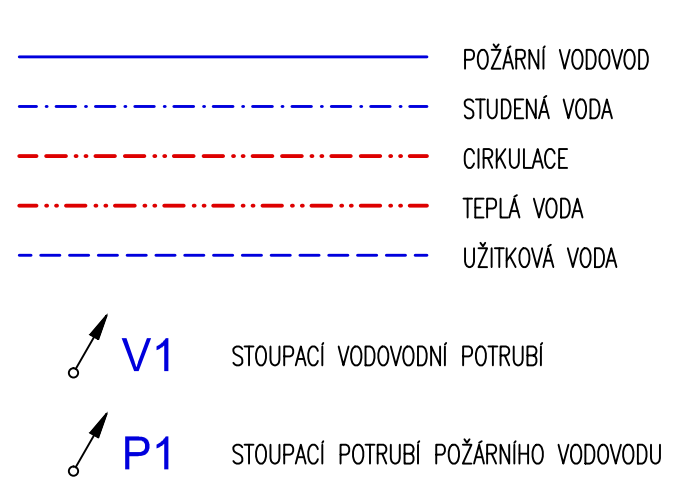 POŽÁRNÍ VODOVOD
STUDENÁ VODA
CIRKULACE
TEPLÁ VODA
UŽITKOVÁ VODA
V1 STOUPACÍ VODOVODNÍ POTRUBÍ
P1 STOUPACÍ POTRUBÍ POŽÁRNÍHO VODOVODU